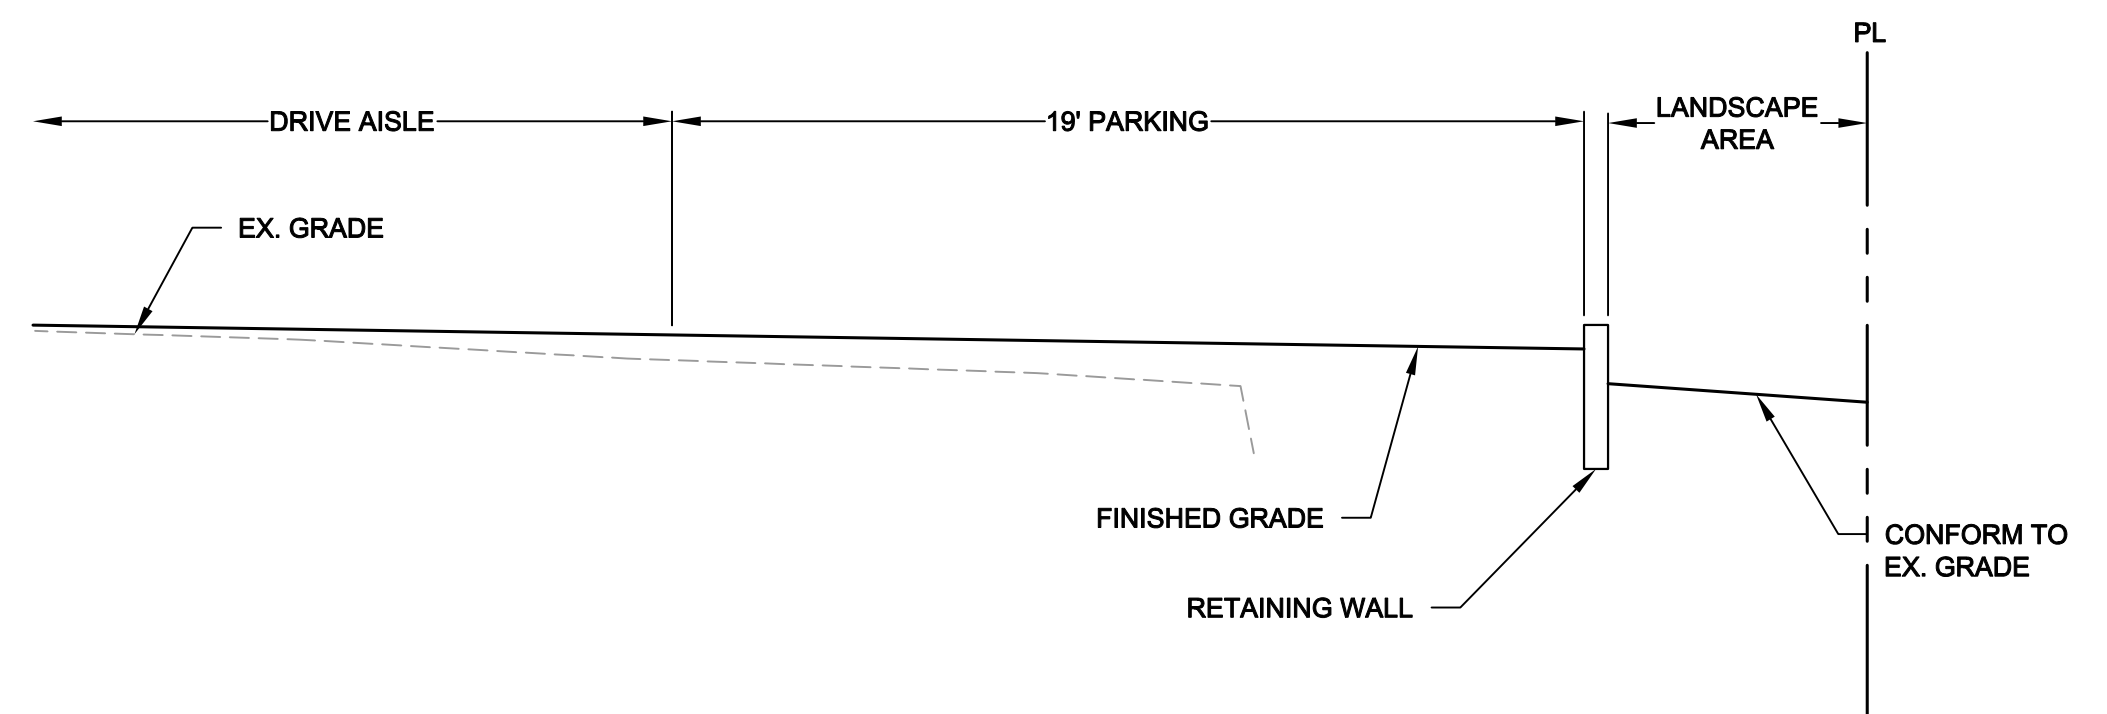 PL
DRIVE AISLE
19' PARKING
LANDSCAPE
AREA
EX. GRADE
FINISHED GRADE
CONFORM TO
EX. GRADE
RETAINING WALL